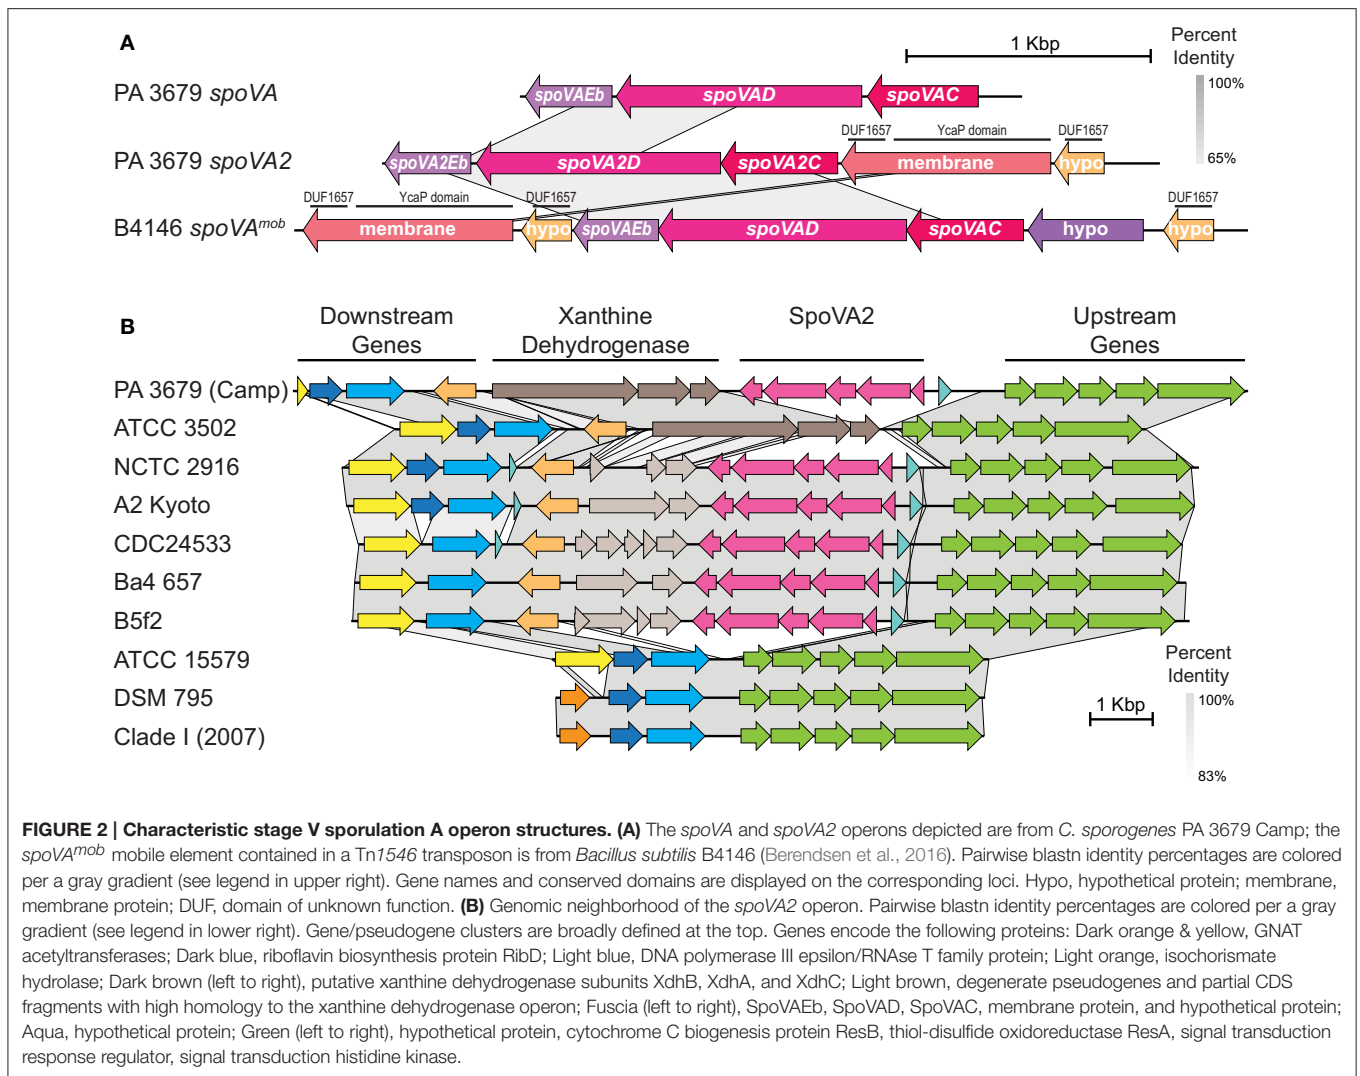 A
1 Kbp
Percent
Identity
100%
65%
PA 3679 spoVA
spoVAEb
spoVAD
spoVAC
DUF1657
YcaP domain
DUF1657
PA 3679 spoVA2
spoVA2Eb
spoVA2D
spoVA2C
membrane
hypo
DUF1657
YcaP domain
DUF1657
DUF1657
B4146 spoVAmob
membrane
hypo
spoVAEb
spoVAD
spoVAC
hypo
hypo
B
Downstream
Genes
Xanthine
Dehydrogenase
SpoVA2
Upstream
Genes
PA 3679 (Camp)
ATCC 3502
NCTC 2916
A2 Kyoto
CDC24533
Ba4 657
B5f2
ATCC 15579
DSM 795
Clade I (2007)
Percent
Identity
1 Kbp
100%
83%
FIGURE 2 | Characteristic stage V sporulation A operon structures. (A) The spoVA and spoVA2 operons depicted are from C. sporogenes PA 3679 Camp; the
spoVAmob mobile element contained in a Tn1546 transposon is from Bacillus subtilis B4146 (Berendsen et al., 2016). Pairwise blastn identity percentages are colored
per a gray gradient (see legend in upper right). Gene names and conserved domains are displayed on the corresponding loci. Hypo, hypothetical protein; membrane,
membrane protein; DUF, domain of unknown function. (B) Genomic neighborhood of the spoVA2 operon. Pairwise blastn identity percentages are colored per a gray
gradient (see legend in lower right). Gene/pseudogene clusters are broadly defined at the top. Genes encode the following proteins: Dark orange & yellow, GNAT
acetyltransferases; Dark blue, riboflavin biosynthesis protein RibD; Light blue, DNA polymerase III epsilon/RNAse T family protein; Light orange, isochorismate
hydrolase; Dark brown (left to right), putative xanthine dehydrogenase subunits XdhB, XdhA, and XdhC; Light brown, degenerate pseudogenes and partial CDS
fragments with high homology to the xanthine dehydrogenase operon; Fuscia (left to right), SpoVAEb, SpoVAD, SpoVAC, membrane protein, and hypothetical protein;
Aqua, hypothetical protein; Green (left to right), hypothetical protein, cytochrome C biogenesis protein ResB, thiol-disulfide oxidoreductase ResA, signal transduction
response regulator, signal transduction histidine kinase.